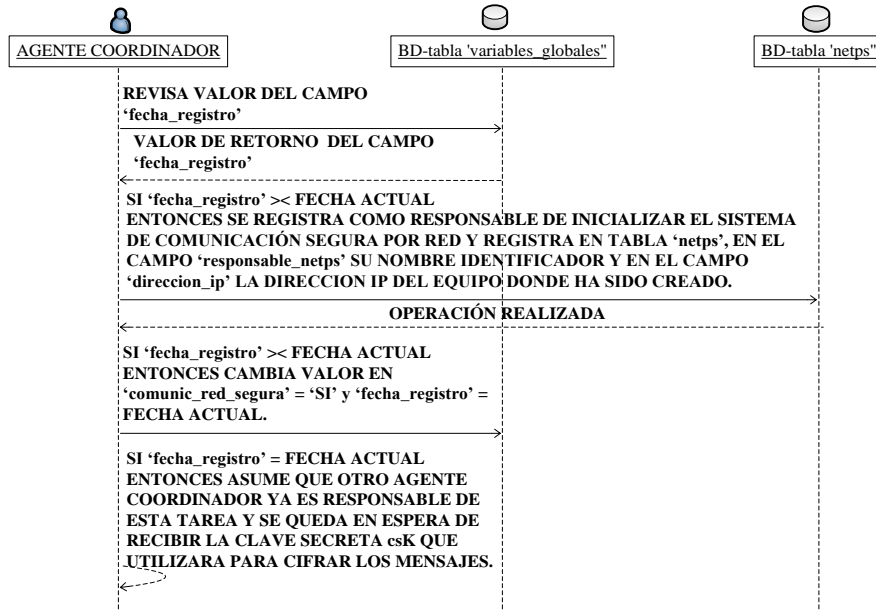 AGENTE COORDINADOR
BD-tabla 'variables_globales"
BD-tabla 'netps"
REVISA VALOR DEL CAMPO
‘fecha_registro’
VALOR DE RETORNO DEL CAMPO
‘fecha_registro’
SI ‘fecha_registro’ >< FECHA ACTUAL
ENTONCES SE REGISTRA COMO RESPONSABLE DE INICIALIZAR EL SISTEMA
DE COMUNICACIÓN SEGURA POR RED Y REGISTRA EN TABLA ‘netps’, EN EL
CAMPO ‘responsable_netps’ SU NOMBRE IDENTIFICADOR Y EN EL CAMPO
‘direccion_ip’ LA DIRECCION IP DEL EQUIPO DONDE HA SIDO CREADO.
OPERACIÓN REALIZADA
SI ‘fecha_registro’ >< FECHA ACTUAL
ENTONCES CAMBIA VALOR EN
‘comunic_red_segura’ = ‘SI’ y ‘fecha_registro’ =
FECHA ACTUAL.
SI ‘fecha_registro’ = FECHA ACTUAL
ENTONCES ASUME QUE OTRO AGENTE
COORDINADOR YA ES RESPONSABLE DE
ESTA TAREA Y SE QUEDA EN ESPERA DE
RECIBIR LA CLAVE SECRETA csK QUE
UTILIZARA PARA CIFRAR LOS MENSAJES.